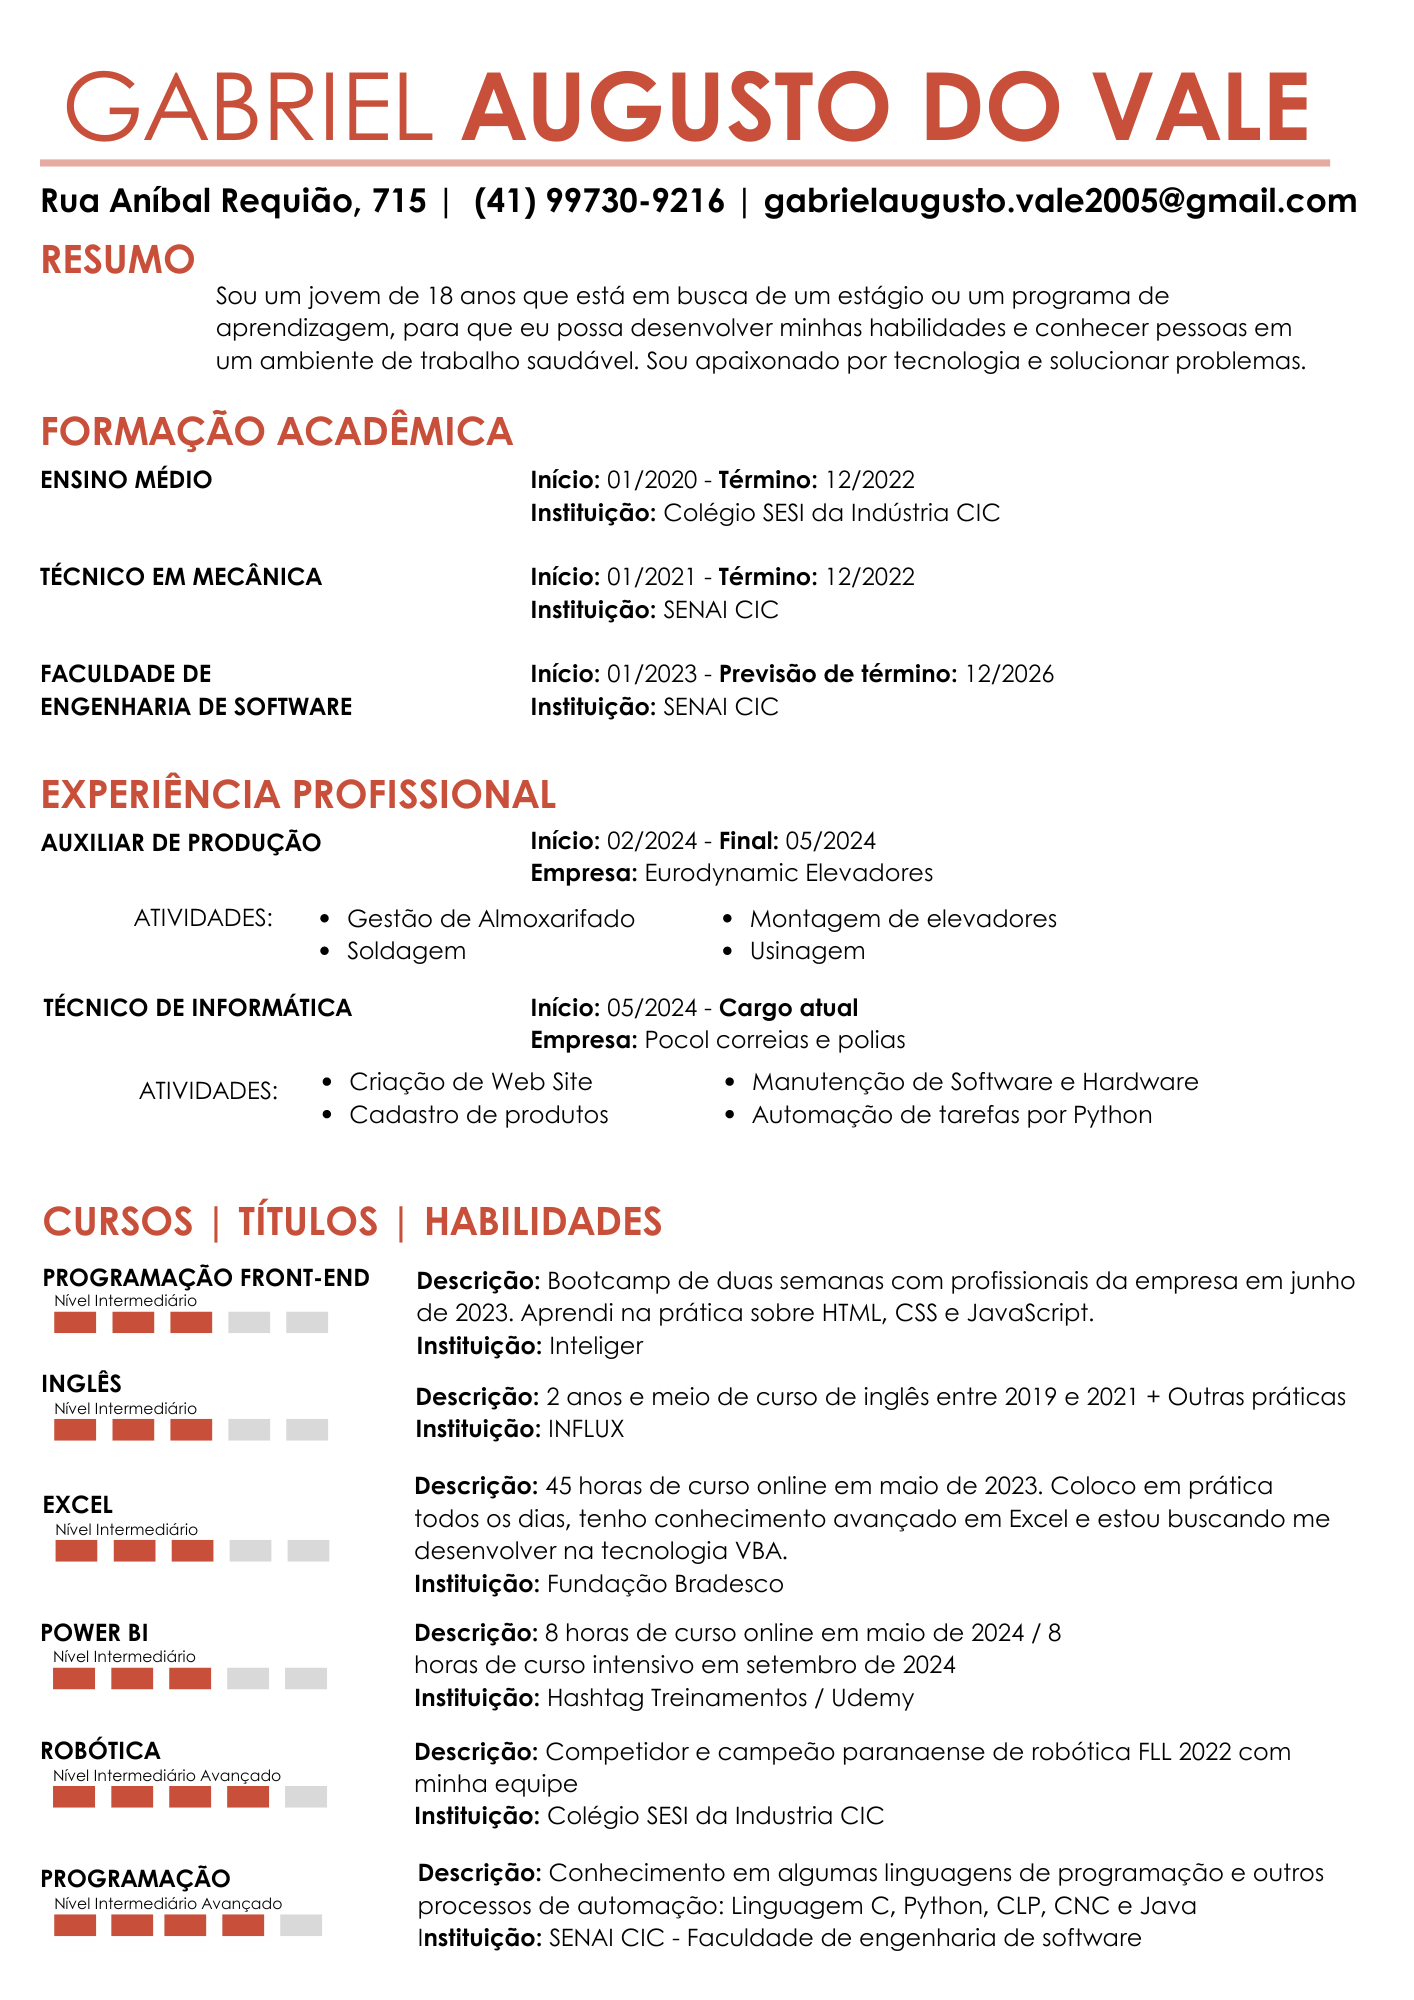 GABRIEL AUGUSTO DO VALE
Rua Aníbal Requião, 715 | (41) 99730-9216 | gabrielaugusto.vale2005@gmail.com
RESUMO
Sou um jovem de 18 anos que está em busca de um estágio ou um programa de
aprendizagem, para que eu possa desenvolver minhas habilidades e conhecer pessoas em
um ambiente de trabalho saudável. Sou apaixonado por tecnologia e solucionar problemas.
FORMAÇÃO ACADÊMICA
ENSINO MÉDIO
Início: 01/2020 - Término: 12/2022
Instituição: Colégio SESI da Indústria CIC
TÉCNICO EM MECÂNICA
Início: 01/2021 - Término: 12/2022
Instituição: SENAI CIC
FACULDADE DE
ENGENHARIA DE SOFTWARE
Início: 01/2023 - Previsão de término: 12/2026
Instituição: SENAI CIC
EXPERIÊNCIA PROFISSIONAL
AUXILIAR DE PRODUÇÃO
Início: 02/2024 - Final: 05/2024
Empresa: Eurodynamic Elevadores
ATIVIDADES:
• Gestão de Almoxarifado
• Soldagem
• Montagem de elevadores
• Usinagem
TÉCNICO DE INFORMÁTICA
Início: 05/2024 - Cargo atual
Empresa: Pocol correias e polias
ATIVIDADES:
• Criação de Web Site
• Cadastro de produtos
• Manutenção de Software e Hardware
• Automação de tarefas por Python
CURSOS | TÍTULOS | HABILIDADES
PROGRAMAÇÃO FRONT-END
Nível Intermediário
Descrição: Bootcamp de duas semanas com profissionais da empresa em junho
de 2023. Aprendi na prática sobre HTML, CSS e JavaScript.
Instituição: Inteliger
INGLÊS
Nível Intermediário
Descrição: 2 anos e meio de curso de inglês entre 2019 e 2021 + Outras práticas
Instituição: INFLUX
EXCEL
Nível Intermediário
Descrição: 45 horas de curso online em maio de 2023. Coloco em prática
todos os dias, tenho conhecimento avançado em Excel e estou buscando me
desenvolver na tecnologia VBA.
Instituição: Fundação Bradesco
POWER BI
Nível Intermediário
Descrição: 8 horas de curso online em maio de 2024 / 8
horas de curso intensivo em setembro de 2024
Instituição: Hashtag Treinamentos / Udemy
ROBÓTICA
Nível Intermediário Avançado
Descrição: Competidor e campeão paranaense de robótica FLL 2022 com
minha equipe
Instituição: Colégio SESI da Industria CIC
PROGRAMAÇÃO
Nível Intermediário Avançado
Descrição: Conhecimento em algumas linguagens de programação e outros
processos de automação: Linguagem C, Python, CLP, CNC e Java
Instituição: SENAI CIC - Faculdade de engenharia de software